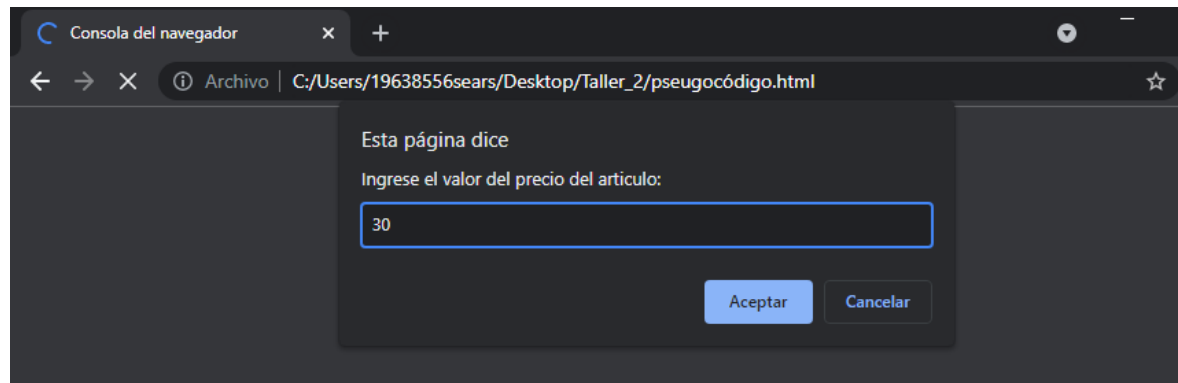 Consola del navegador
Archivo | C:/Users/19638556sears/Desktop/Taller_2/pseugocódigo.html
Esta página dice
Ingrese el valor del precio del articulo:
30
Aceptar Cancelar